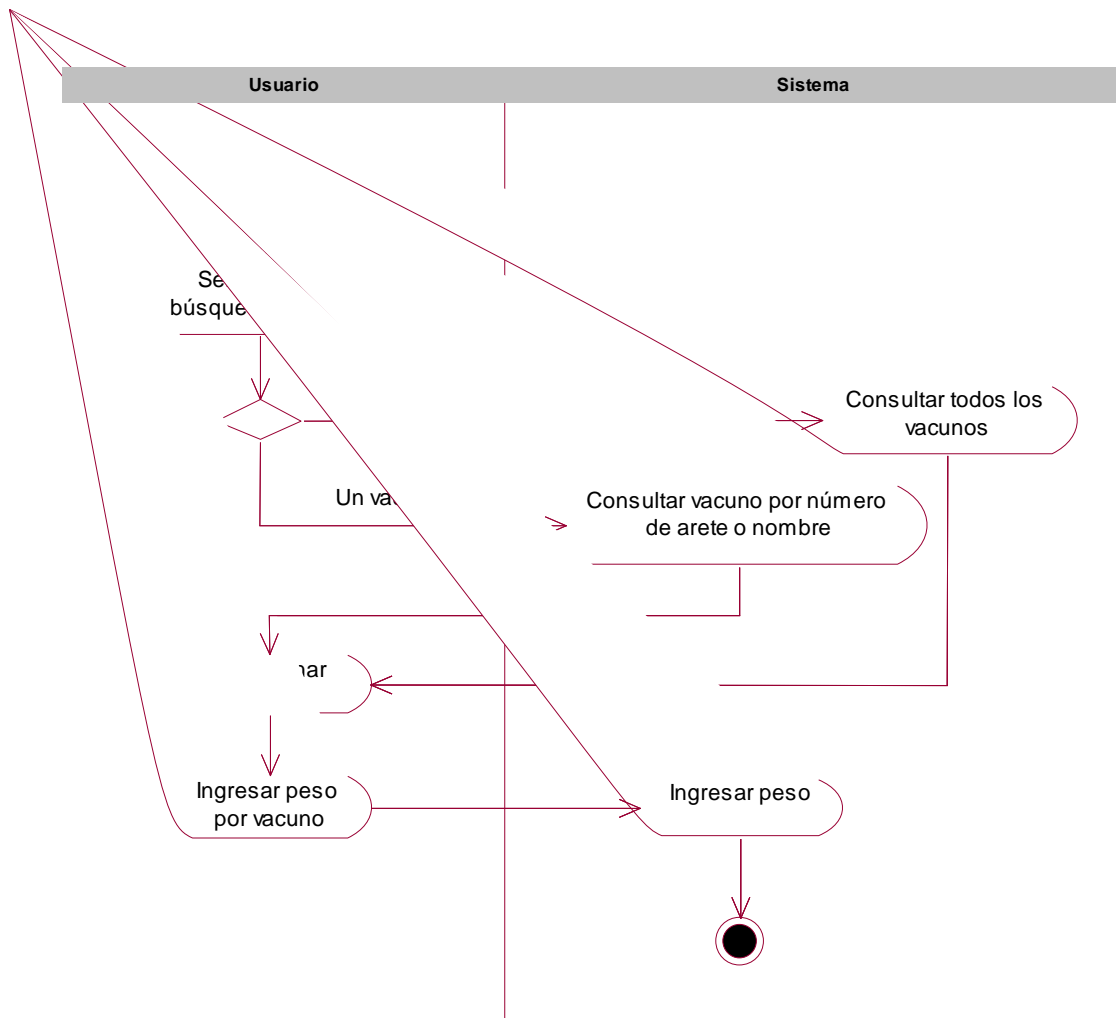 Usuario
Sistema
Consultar todos los
vacunos
Un
Consultar vacuno por número
de arete o nombre
Ingresar peso
por vacuno
Ingresar peso